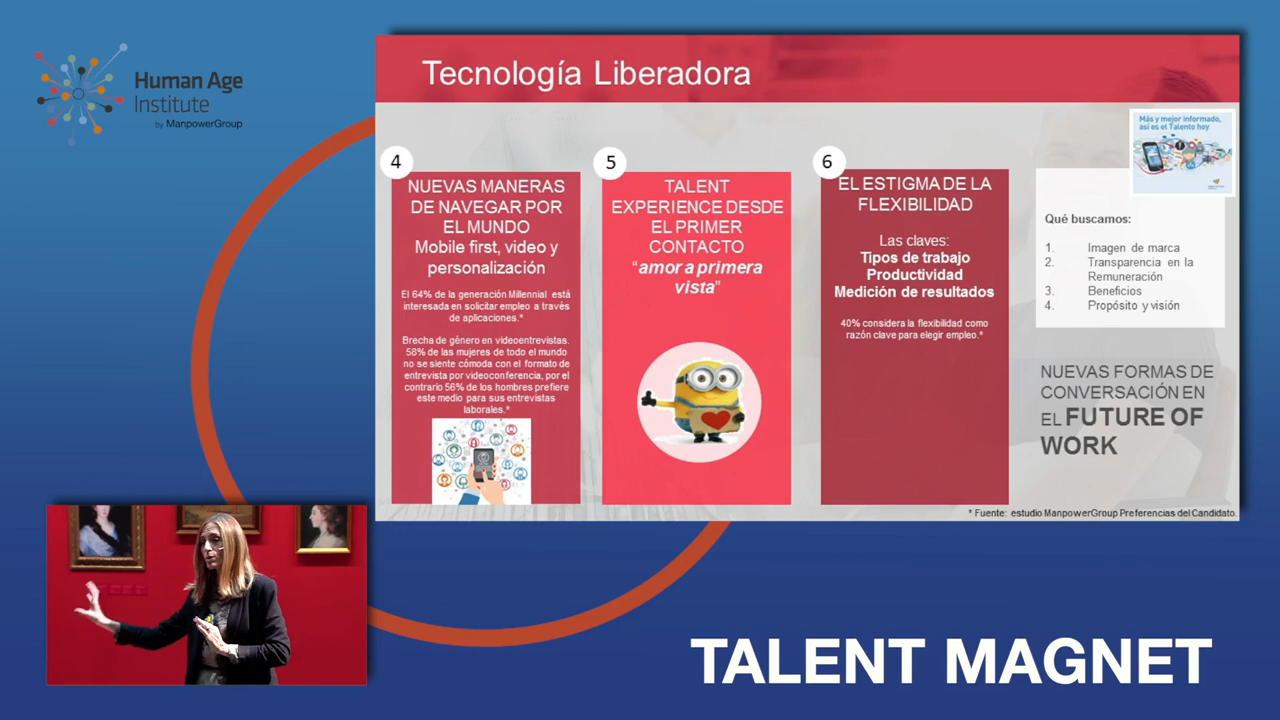 Human Age
Institute
by ManpowerGroup
Tecnología Liberadora
4
NUEVAS MANERAS
DE NAVEGAR POR
EL MUNDO
Mobile first, video y
personalización
El 64% de la generación Millennial está
interesada en solicitar empleo a través
de aplicaciones.*
Brecha de género en videoentrevistas.
58% de las mujeres de todo el mundo
no se siente cómoda con el formato de
entrevista por videoconferencia, por el
contrario 56% de los hombres prefiere
este medio para sus entrevistas
laborales.*
5
TALENT
EXPERIENCE DESDE
EL PRIMER
CONTACTO
“amor a primera
vista”
6
EL ESTIGMA DE LA
FLEXIBILIDAD
Las claves:
Tipos de trabajo
Productividad
Medición de resultados
40% considera la flexibilidad como
razón clave para elegir empleo.*
Más y mejor informado,
así es el Talento hoy
Qué buscamos:
1. Imagen de marca
2. Transparencia en la
Remuneración
3. Beneficios
4. Propósito y visión
NUEVAS FORMAS DE
CONVERSACIÓN EN
EL FUTURE OF
WORK
* Fuente: estudio ManpowerGroup Preferencias del Candidato.
TALENT MAGNET